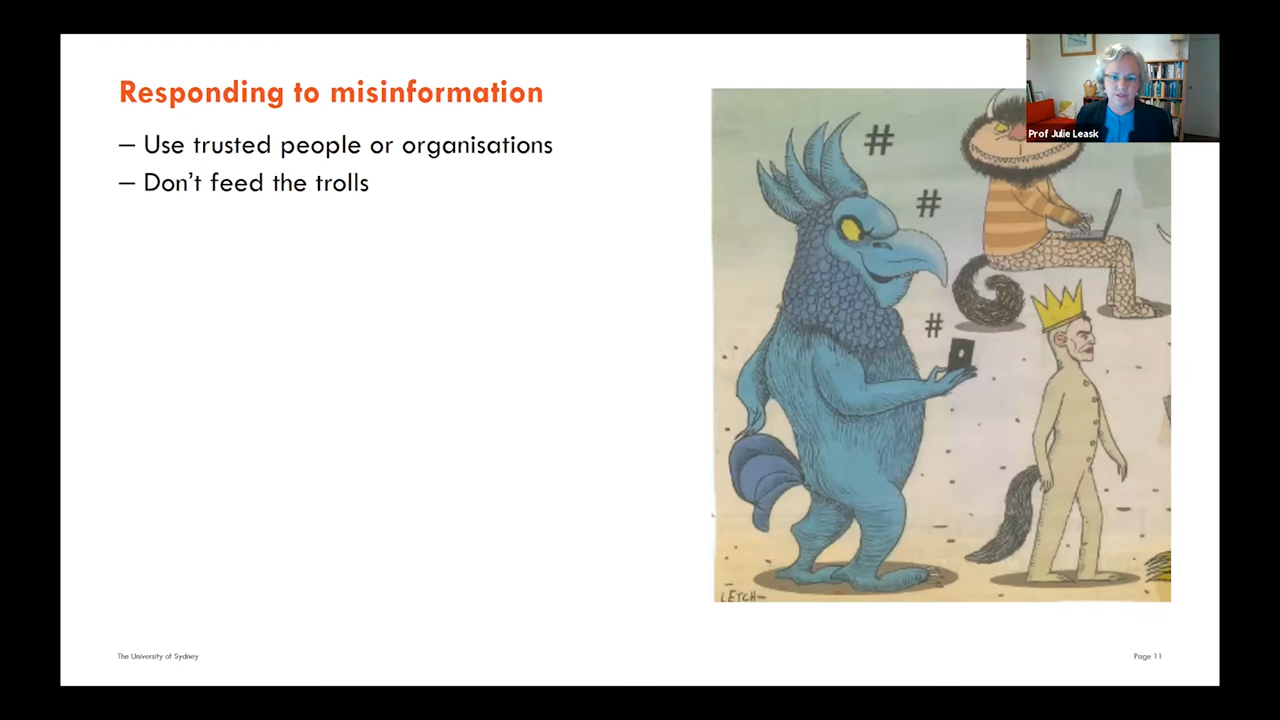 Responding to misinformation
– Use trusted people or organisations
– Don't feed the trolls
#
#
#
Prof Julie Leask
LETCH
The University of Sydney
Page 11